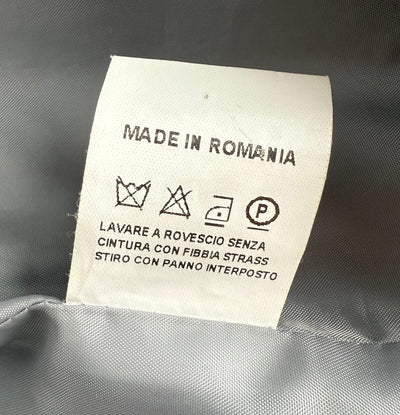 MADE IN ROMANIA
P
LAVARE A ROVESCIO SENZA
CINTURA CON FIBBIA STRASS
STIRO CON PANNO INTERPOSTO